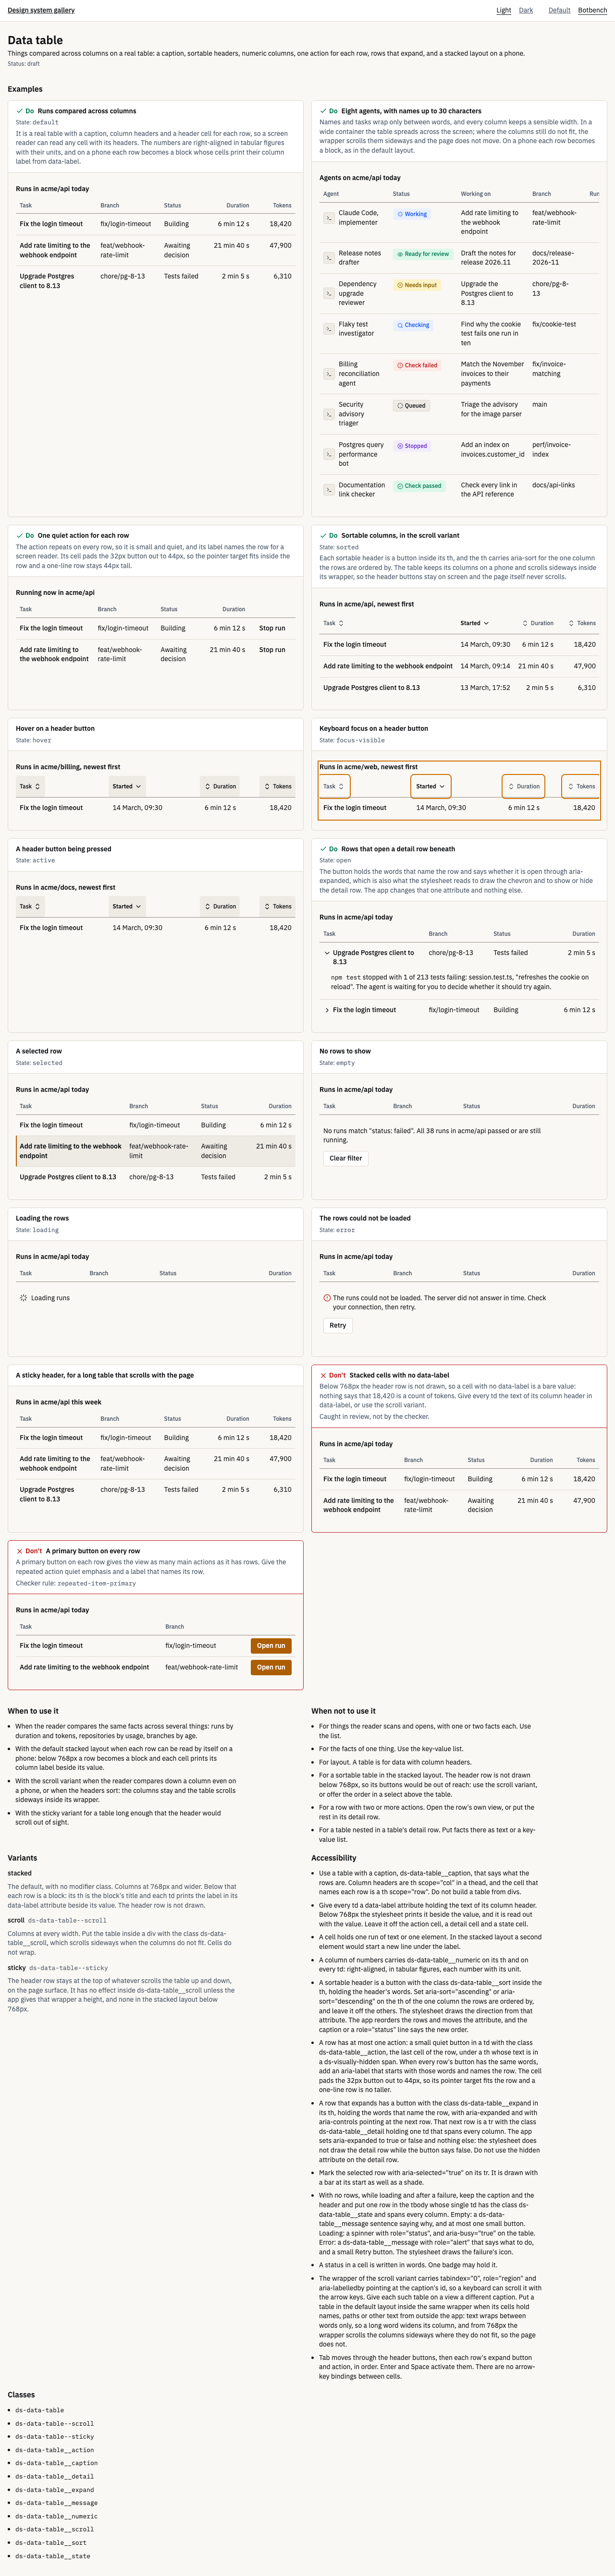 Design system gallery
Light Dark Default Botbench
Data table
Things compared across columns on a real table: a caption, sortable headers, numeric columns, one action for each row, rows that expand, and a stacked layout on a phone.
Status: draft
Examples
Do Runs compared across columns
State: default
It is a real table with a caption, column headers and a header cell for each row, so a screen
reader can read any cell with its headers. The numbers are right-aligned in tabular figures
with their units, and on a phone each row becomes a block whose cells print their column
label from data-label.
Runs in acme/api today
Task Branch Status Duration Tokens
Fix the login timeout fix/login-timeout Building 6 min 12 s 18,420
Add rate limiting to the feat/webhook- Awaiting 21 min 40 s 47,900
webhook endpoint rate-limit decision
Upgrade Postgres chore/pg-8-13 Tests failed 2 min 5 s 6,310
client to 8.13
Do Eight agents, with names up to 30 characters
Names and tasks wrap only between words, and every column keeps a sensible width. In a
wide container the table spreads across the screen; where the columns still do not fit, the
wrapper scrolls them sideways and the page does not move. On a phone each row becomes
a block, as in the default layout.
Agents on acme/api today
Agent Status Working on Branch Run
Claude Code, Working Add rate limiting to feat/webhook-
implementer the webhook rate-limit
endpoint
Release notes Ready for review Draft the notes for docs/release-
drafter release 2026.11 2026-11
Dependency Needs input Upgrade the chore/pg-8-
upgrade Postgres client to 13
reviewer 8.13
Flaky test Checking Find why the cookie fix/cookie-test
investigator test fails one run in
ten
Billing Check failed Match the November fix/invoice-
reconciliation invoices to their matching
agent payments
Security Queued Triage the advisory main
advisory for the image parser
triager
Postgres query Stopped Add an index on perf/invoice-
performance invoices.customer_id index
bot
Documentation Check passed Check every link in docs/api-links
link checker the API reference
Do One quiet action for each row
The action repeats on every row, so it is small and quiet, and its label names the row for a
screen reader. Its cell pads the 32px button out to 44px, so the pointer target fits inside the
row and a one-line row stays 44px tall.
Running now in acme/api
Task Branch Status Duration
Fix the login timeout fix/login-timeout Building 6 min 12 s Stop run
Add rate limiting to feat/webhook- Awaiting 21 min 40 s Stop run
the webhook endpoint rate-limit decision
Do Sortable columns, in the scroll variant
State: sorted
Each sortable header is a button inside its th, and the th carries aria-sort for the one column
the rows are ordered by. The table keeps its columns on a phone and scrolls sideways inside
its wrapper, so the header buttons stay on screen and the page itself never scrolls.
Runs in acme/api, newest first
Task Started Duration Tokens
Fix the login timeout 14 March, 09:30 6 min 12 s 18,420
Add rate limiting to the webhook endpoint 14 March, 09:14 21 min 40 s 47,900
Upgrade Postgres client to 8.13 13 March, 17:52 2 min 5 s 6,310
Hover on a header button
State: hover
Runs in acme/billing, newest first
Task Started Duration Tokens
Fix the login timeout 14 March, 09:30 6 min 12 s 18,420
Keyboard focus on a header button
State: focus-visible
Runs in acme/web, newest first
Task Started Duration Tokens
Fix the login timeout 14 March, 09:30 6 min 12 s 18,420
A header button being pressed
State: active
Runs in acme/docs, newest first
Task Started Duration Tokens
Fix the login timeout 14 March, 09:30 6 min 12 s 18,420
Do Rows that open a detail row beneath
State: open
The button holds the words that name the row and says whether it is open through aria-
expanded, which is also what the stylesheet reads to draw the chevron and to show or hide
the detail row. The app changes that one attribute and nothing else.
Runs in acme/api today
Task Branch Status Duration
Upgrade Postgres client to chore/pg-8-13 Tests failed 2 min 5 s
8.13
npm test stopped with 1 of 213 tests failing: session.test.ts, "refreshes the cookie on
reload". The agent is waiting for you to decide whether it should try again.
Fix the login timeout fix/login-timeout Building 6 min 12 s
A selected row
State: selected
Runs in acme/api today
Task Branch Status Duration
Fix the login timeout fix/login-timeout Building 6 min 12 s
Add rate limiting to the webhook feat/webhook-rate- Awaiting 21 min 40 s
endpoint limit decision
Upgrade Postgres client to 8.13 chore/pg-8-13 Tests failed 2 min 5 s
No rows to show
State: empty
Runs in acme/api today
Task Branch Status Duration
No runs match "status: failed". All 38 runs in acme/api passed or are still
running.
Clear filter
Loading the rows
State: loading
Runs in acme/api today
Task Branch Status Duration
Loading runs
The rows could not be loaded
State: error
Runs in acme/api today
Task Branch Status Duration
The runs could not be loaded. The server did not answer in time. Check
your connection, then retry.
Retry
A sticky header, for a long table that scrolls with the page
Runs in acme/api this week
Task Branch Status Duration Tokens
Fix the login timeout fix/login-timeout Building 6 min 12 s 18,420
Add rate limiting to the feat/webhook- Awaiting 21 min 40 s 47,900
webhook endpoint rate-limit decision
Upgrade Postgres chore/pg-8-13 Tests failed 2 min 5 s 6,310
client to 8.13
Don't Stacked cells with no data-label
Below 768px the header is not drawn, so a cell with no data-label is a bare value:
nothing says that 18,420 is a count of tokens. Give every td the text of its column header in
data-label, or use the scroll variant.
Caught in review, not by the checker.
Runs in acme/api today
Task Branch Status Duration Tokens
Fix the login timeout fix/login-timeout Building 6 min 12 s 18,420
Add rate limiting to the feat/webhook- Awaiting 21 min 40 s 47,900
webhook endpoint rate-limit decision
Don't A primary button on every row
A primary button on each row gives the view as many main actions as it has rows. Give the
repeated action quiet emphasis and a label that names its row.
Checker rule: repeated-item-primary
Runs in acme/api today
Task Branch
Fix the login timeout fix/login-timeout Open run
Add rate limiting to the webhook endpoint feat/webhook-rate-limit Open run
When to use it
When the reader compares the same facts across several things: runs by
duration and tokens, repositories by usage, branches by age.
With the default stacked layout when each row can be read by itself on a
phone: below 768px a row becomes a block and each cell prints its
column label beside its value.
With the scroll variant when the reader compares down a column even on
a phone, or when the headers sort: the columns stay and the table scrolls
sideways inside its wrapper.
With the sticky variant for a table long enough that the header would
scroll out of sight.
When not to use it
For things the reader scans and opens, with one or two facts each. Use
the list.
For the facts of one thing. Use the key-value list.
For layout. A table is for data with column headers.
For a sortable table in the stacked layout. The header row is not drawn
below 768px, so its buttons would be out of reach: use the scroll variant,
or offer the order in a select above the table.
For a row with two or more actions. Open the row's own view, or put the
rest in its detail row.
For a table nested in a table's detail row. Put facts there as text or a key-
value list.
Variants
stacked
The default, with no modifier class. Columns at 768px and wider. Below that
each row is a block: its th is the block's title and each td prints the label in its
data-label attribute beside its value. The header row is not drawn.
scroll ds-data-table--scroll
Columns at every width. Put the table inside a div with the class ds-data-
table__scroll, which scrolls sideways when the columns do not fit. Cells do
not wrap.
sticky ds-data-table--sticky
The header row stays at the top of whatever scrolls the table up and down,
on the page surface. It has no effect inside ds-data-table__scroll unless the
app gives that wrapper a height, and none in the stacked layout below
768px.
Accessibility
Use a table with a caption, ds-data-table__caption, that says what the
rows are. Column headers are th scope="col" in a thead, and the cell that
names each row is a th scope="row". Do not build a table from divs.
Give every td a data-label attribute holding the text of its column header.
Below 768px the stylesheet prints it beside the value, and it is read out
with the value. Leave it off the action cell, a detail cell and a state cell.
A cell holds one run of text or one element. In the stacked layout a second
element would start a new line under the label.
A column of numbers carries ds-data-table__numeric on its th and on
every td: right-aligned, in tabular figures, each number with its unit.
A sortable header is a button with the class ds-data-table__sort inside the
th, holding the header's words. Set aria-sort="ascending" or aria-
sort="descending" on the th of the one column the rows are ordered by,
and leave it off the others. The stylesheet draws the direction from that
attribute. The app reorders the rows and moves the attribute, and the
caption or a role="status" line says the new order.
A row has at most one action: a small quiet button in a td with the class
ds-data-table__action, the last cell of the row, under a th whose text is in
a ds-visually-hidden span. When every row's button has the same words,
add an aria-label that starts with those words and names the row. The cell
pads the 32px button out to 44px, so its pointer target fits the row and a
one-line row is no taller.
A row that expands has a button with the class ds-data-table__expand in
its th, holding the words that name the row, with aria-expanded and with
aria-controls pointing at the next row. That next row is a tr with the class
ds-data-table__detail holding one td that spans every column. The app
sets aria-expanded to true or false and nothing else: the stylesheet does
not draw the detail row while the button says false. Do not use the hidden
attribute on the detail row.
Mark the selected row with aria-selected="true" on its tr. It is drawn with
a bar at its start as well as a shade.
With no rows, while loading and after a failure, keep the caption and the
header and put one row in the tbody whose single td has the class ds-
data-table__state and spans every column. Empty: a ds-data-
table__message sentence saying why, and at most one small button.
Loading: a spinner with role="status", and aria-busy="true" on the table.
Error: a ds-data-table__message with role="alert" that says what to do,
and a small Retry button. The stylesheet draws the failure's icon.
A status in a cell is written in words. One badge may hold it.
The wrapper of the scroll variant carries tabindex="0", role="region" and
aria-labelledby pointing at the caption's id, so a keyboard can scroll it with
the arrow keys. Give each such table on a view a different caption. Put a
table in the default layout inside the same wrapper when its cells hold
names, paths or other text from outside the app: text wraps between
words only, so a long word widens its column, and from 768px the
wrapper scrolls the columns sideways where they do not fit, so the page
does not.
Tab moves through the header buttons, then each row's expand button
and action, in order. Enter and Space activate them. There are no arrow-
key bindings between cells.
Classes
ds-data-table
ds-data-table--scroll
ds-data-table--sticky
ds-data-table__action
ds-data-table__caption
ds-data-table__detail
ds-data-table__expand
ds-data-table__message
ds-data-table__numeric
ds-data-table__scroll
ds-data-table__sort
ds-data-table__state